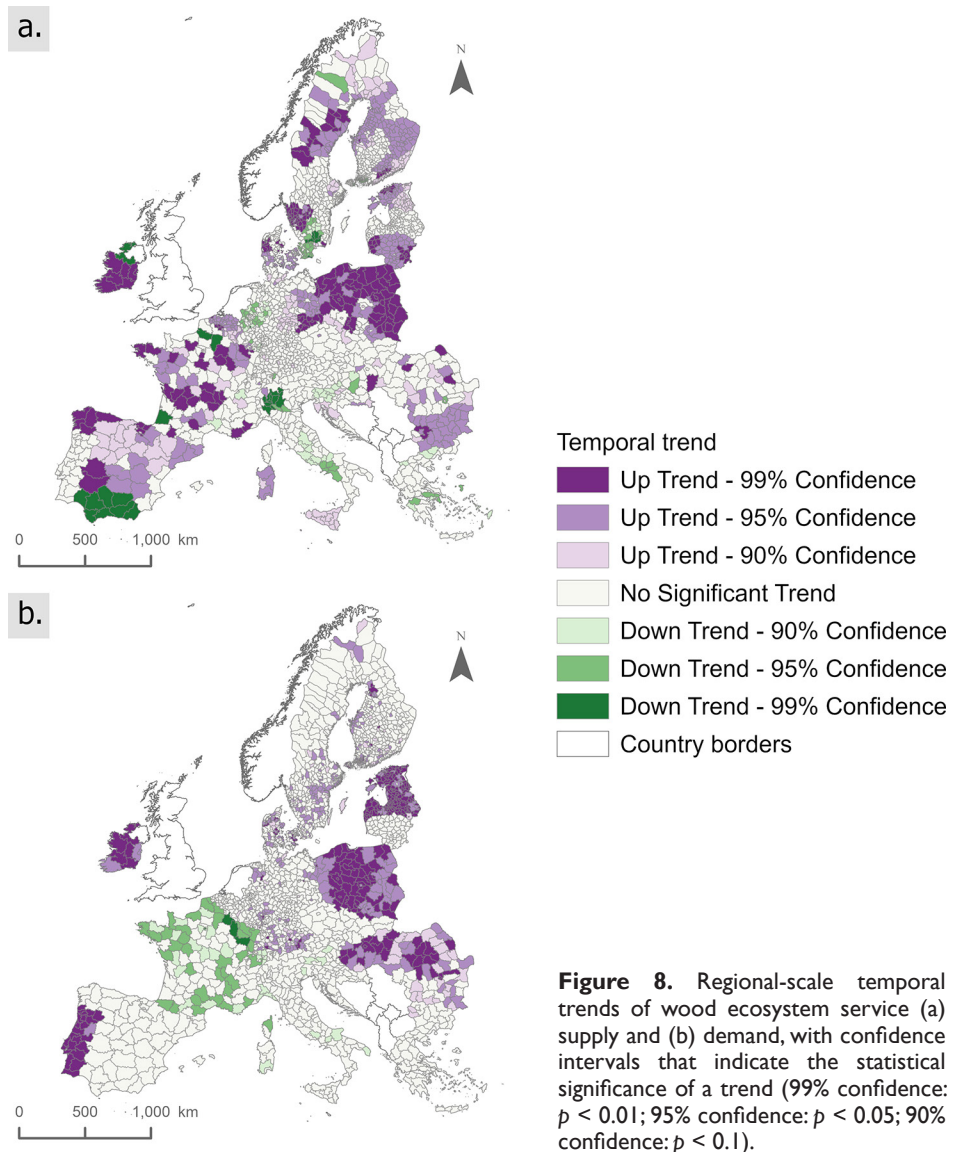 a.
N
0 500 1,000 km
b.
N
0 500 1,000 km
Temporal trend
Up Trend - 99% Confidence
Up Trend - 95% Confidence
Up Trend - 90% Confidence
No Significant Trend
Down Trend - 90% Confidence
Down Trend - 95% Confidence
Down Trend - 99% Confidence
Country borders
Figure 8. Regional-scale temporal
trends of wood ecosystem service (a)
supply and (b) demand, with confidence
intervals that indicate the statistical
significance of a trend (99% confidence:
p < 0.01; 95% confidence: p < 0.05; 90%
confidence: p < 0.1).